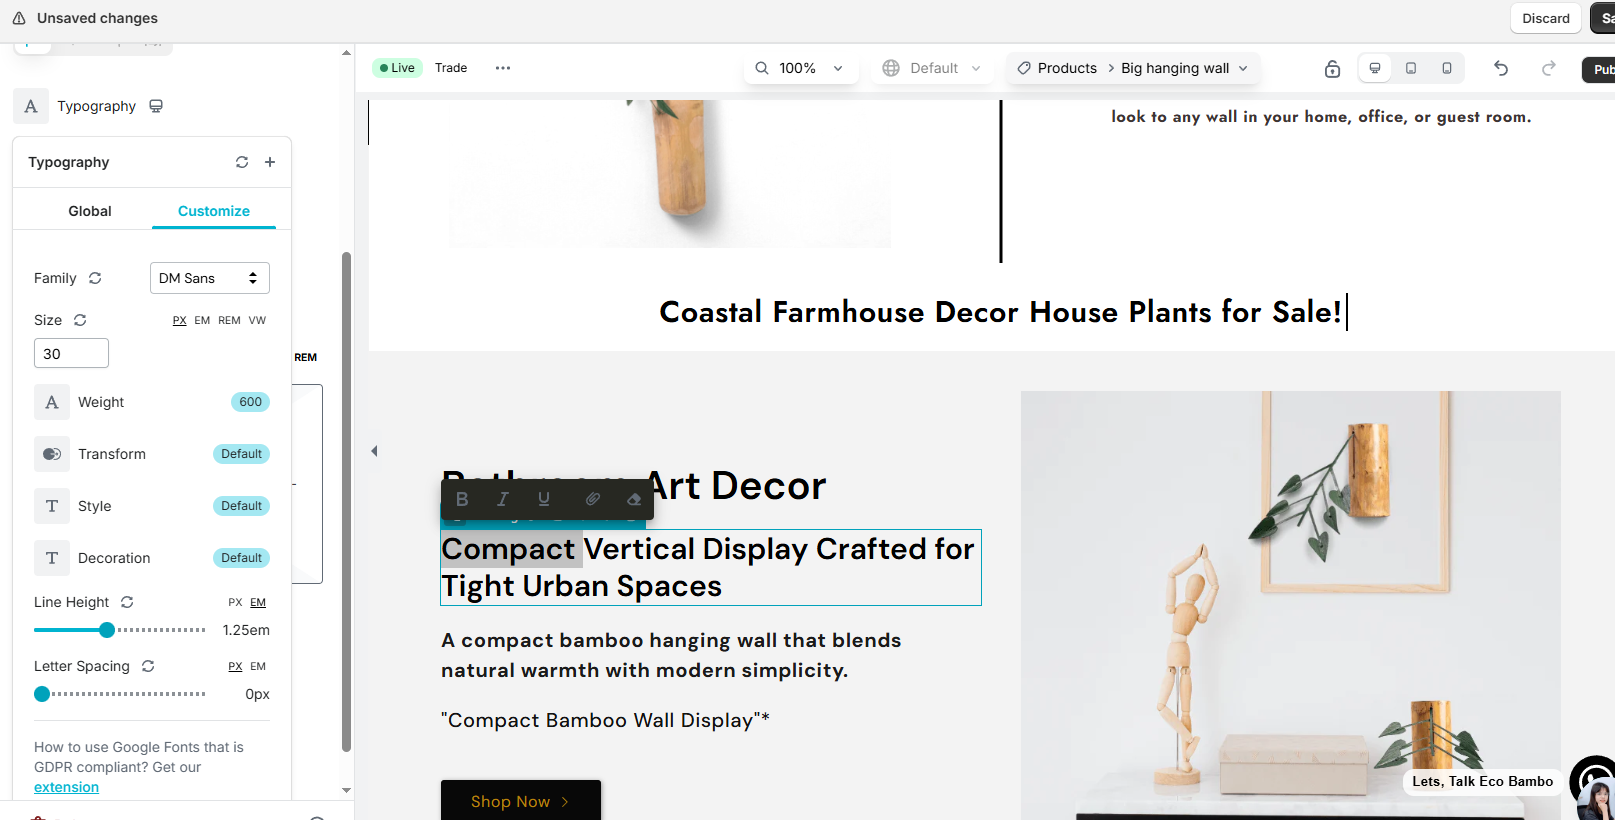 Unsaved changes
Discard
Typography
Typography
Global
Customize
Family
DM Sans
Size
PX EM REM VW
30
REM
Weight
600
Transform
Default
Style
Default
Decoration
Default
Line Height
PX EM
1.25em
Letter Spacing
PX EM
0px
How to use Google Fonts that is
GDPR compliant? Get our
extension
Live
Trade
100%
Default
Products > Big hanging wall
look to any wall in your home, office, or guest room.
Coastal Farmhouse Decor House Plants for Sale!
Art Decor
B I U
Compact Vertical Display Crafted for
Tight Urban Spaces
A compact bamboo hanging wall that blends
natural warmth with modern simplicity.
"Compact Bamboo Wall Display"*
Shop Now >
Lets, Talk Eco Bambo